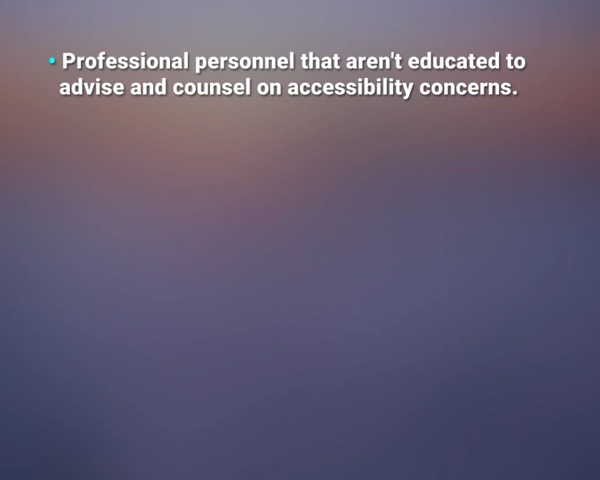 • Professional personnel that aren't educated to
advise and counsel on accessibility concerns.